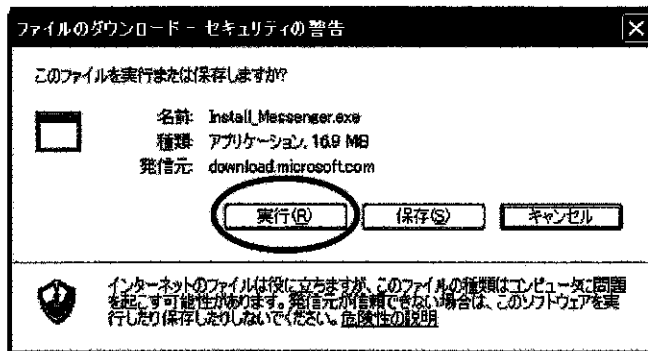 ファイルのダウンロード - セキュリティの警告
このファイルを実行または保存しますか?
名前: Install_Messenger.exe
種類: アプリケーション, 16.9 MB
発信元: download.microsoft.com
実行(R)
保存(S)
キャンセル
インターネットのファイルは役に立ちますが、このファイルの種類はコンピュータに問題
を起こす可能性があります。発信元が信頼できない場合は、このソフトウェアを実
行したり保存したりしないでください。危険性の説明